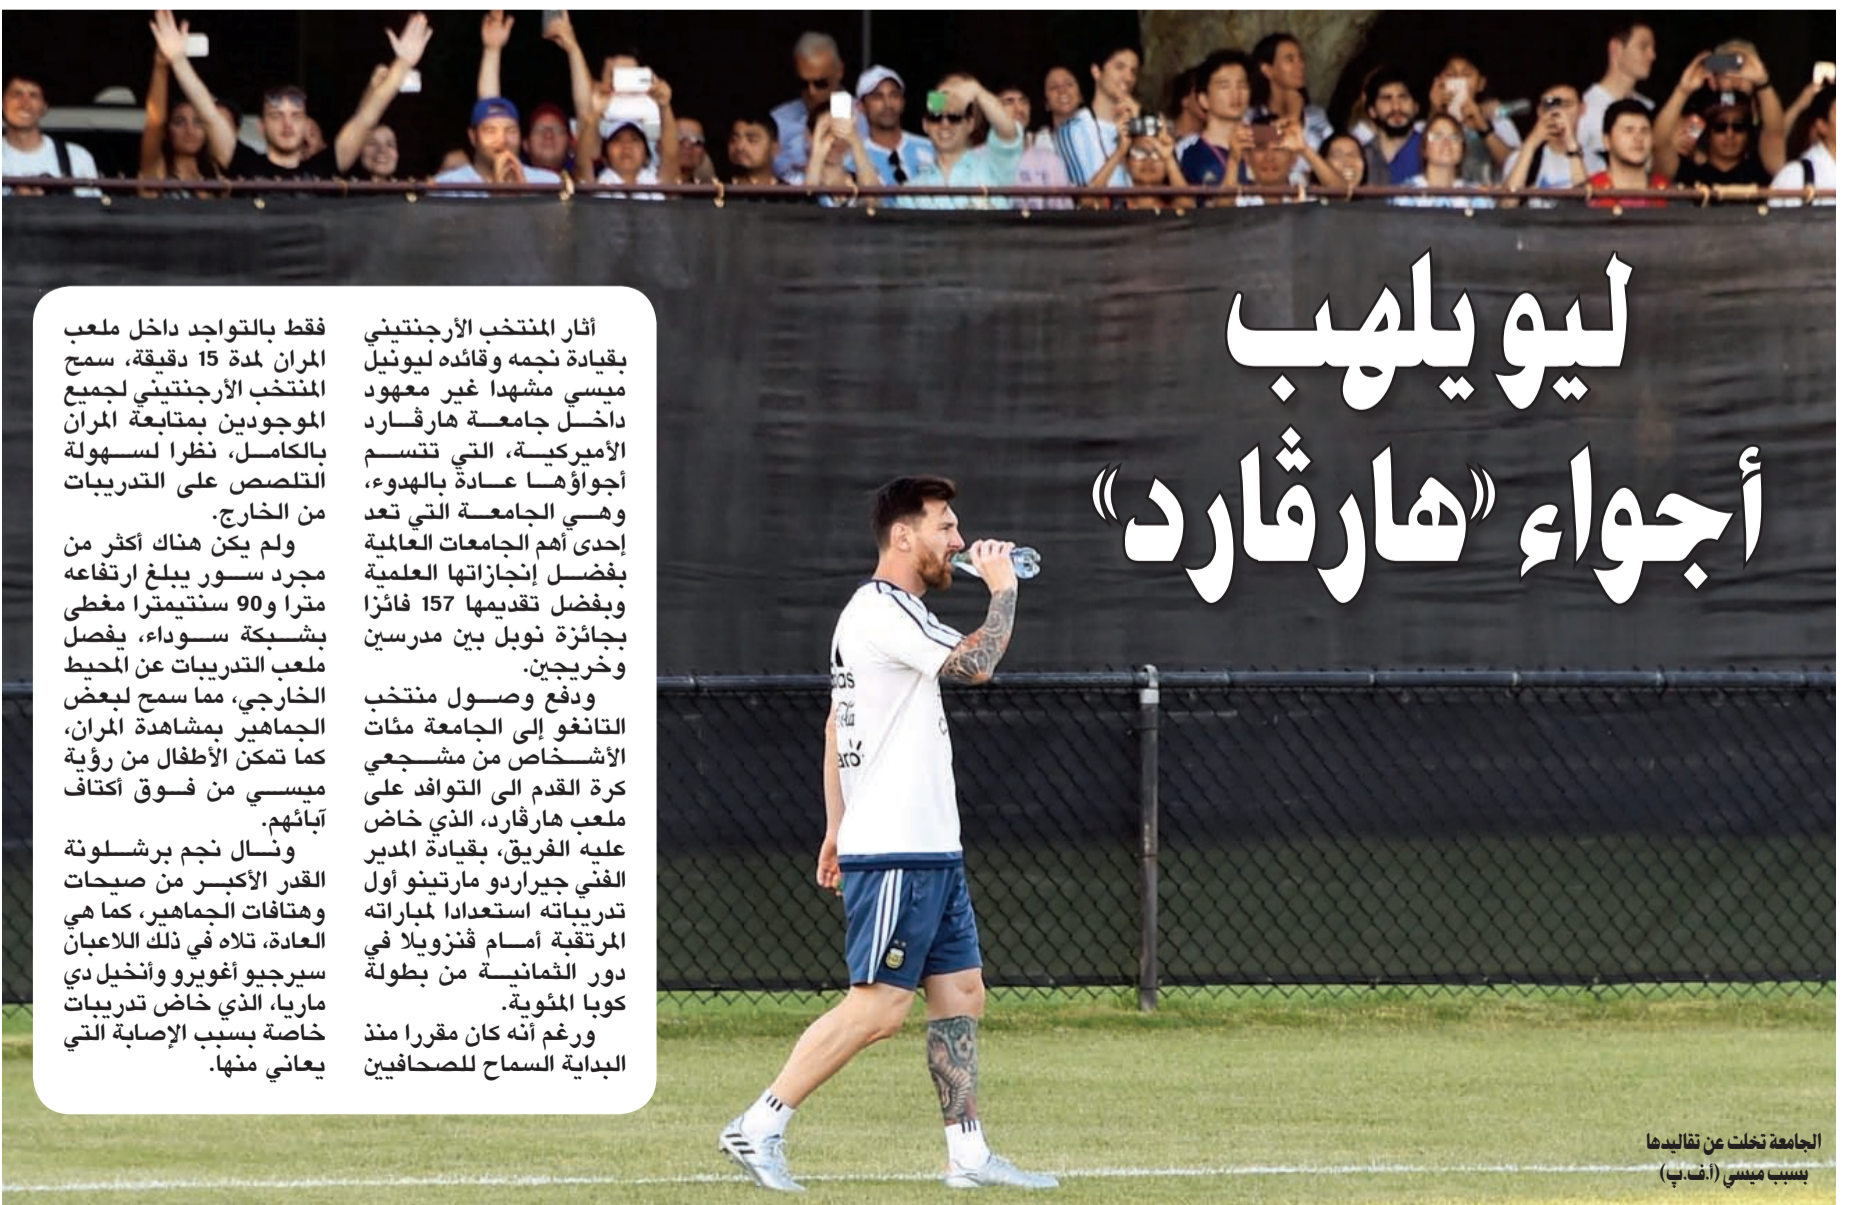 ليو يلهب
أجواء «هارڤارد»
أثار المنتخب الأرجنتيني
بقيادة نجمه وقائده ليونيل
ميسي مشهدا غير معهود
داخل جامعة هارڤارد
الأميركية، التي تتسم
أجواؤها عادة بالهدوء،
وهي الجامعة التي تعد
إحدى أهم الجامعات العالمية
بفضل إنجازاتها العلمية
وبفضل تقديمها 157 فائزا
بجائزة نوبل بين مدرسين
وخريجين.
ودفع وصول منتخب
التانغو إلى الجامعة مئات
الأشخاص من مشجعي
كرة القدم الى التوافد على
ملعب هارڤارد، الذي خاض
عليه الفريق، بقيادة المدير
الفني جيراردو مارتينو أول
تدريباته استعدادا لمباراته
المرتقبة أمام ڤنزويلا في
دور الثمانية من بطولة
كوبا المئوية.
ورغم أنه كان مقررا منذ
البداية السماح للصحافيين
فقط بالتواجد داخل ملعب
المران لمدة 15 دقيقة، سمح
المنتخب الأرجنتيني لجميع
الموجودين بمتابعة المران
بالكامل، نظرا لسهولة
التلصص على التدريبات
من الخارج.
ولم يكن هناك أكثر من
مجرد سور يبلغ ارتفاعه
مترا و90 سنتيمترا مغطى
بشبكة سوداء، يفصل
ملعب التدريبات عن المحيط
الخارجي، مما سمح لبعض
الجماهير بمشاهدة المران،
كما تمكن الأطفال من رؤية
ميسي من فوق أكتاف
آبائهم.
ونال نجم برشلونة
القدر الأكبر من صيحات
وهتافات الجماهير، كما هي
العادة، تلاه في ذلك اللاعبان
سيرجيو أغويرو وأنخيل دي
ماريا، الذي خاض تدريبات
خاصة بسبب الإصابة التي
يعاني منها.
الجامعة تخلت عن تقاليدها
بسبب ميسي (أ.ف.پ)